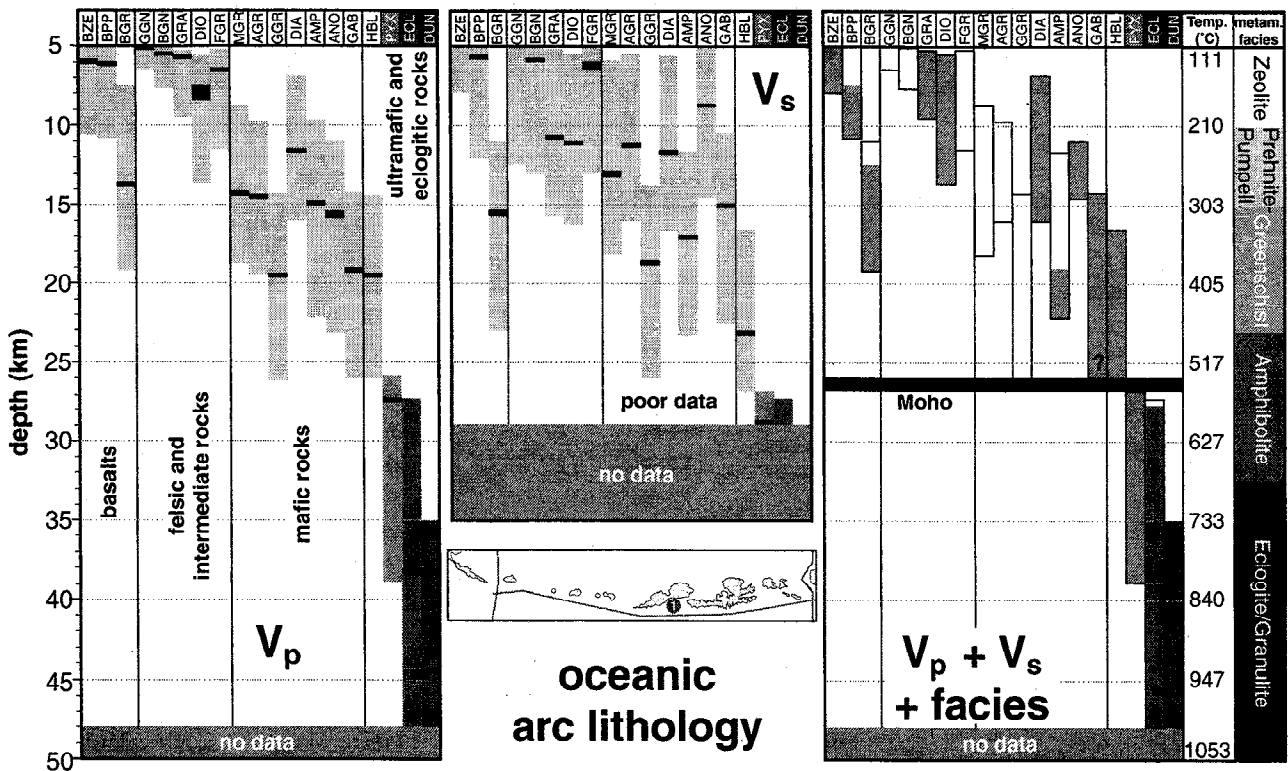 BZE BPP BGR GGN BGN GRA DIO FGR MGR AGR GGR DIA AMP ANO GAB HBL PYX ECL DUN
5
10
15
20
25
30
35
40
45
50
depth (km)
basalts
felsic and
intermediate rocks
mafic rocks
ultramafic and
eclogitic rocks
Vp
no data
BZE BPP BGR GGN BGN GRA DIO FGR MGR AGR GGR DIA AMP ANO GAB HBL PYX ECL DUN
Vs
poor data
no data
1
oceanic
arc lithology
BZE BPP BGR GGN BGN GRA DIO FGR MGR AGR GGR DIA AMP ANO GAB HBL PYX ECL DUN
?
Moho
Vp + Vs
+ facies
no data
Temp.
(°C)
111
210
303
405
517
627
733
840
947
1053
metam.
facies
Zeolite
Prehnite
Pumpell
Greenschist
Amphibolite
Eclogite/Granulite